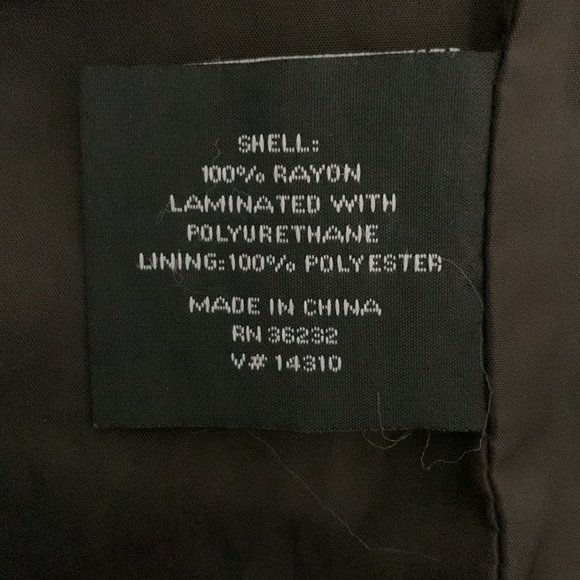 SHELL:
100% RAYON
LAMINATED WITH
POLYURETHANE
LINING:100% POLYESTER
MADE IN CHINA
RN 36232
V# 14310